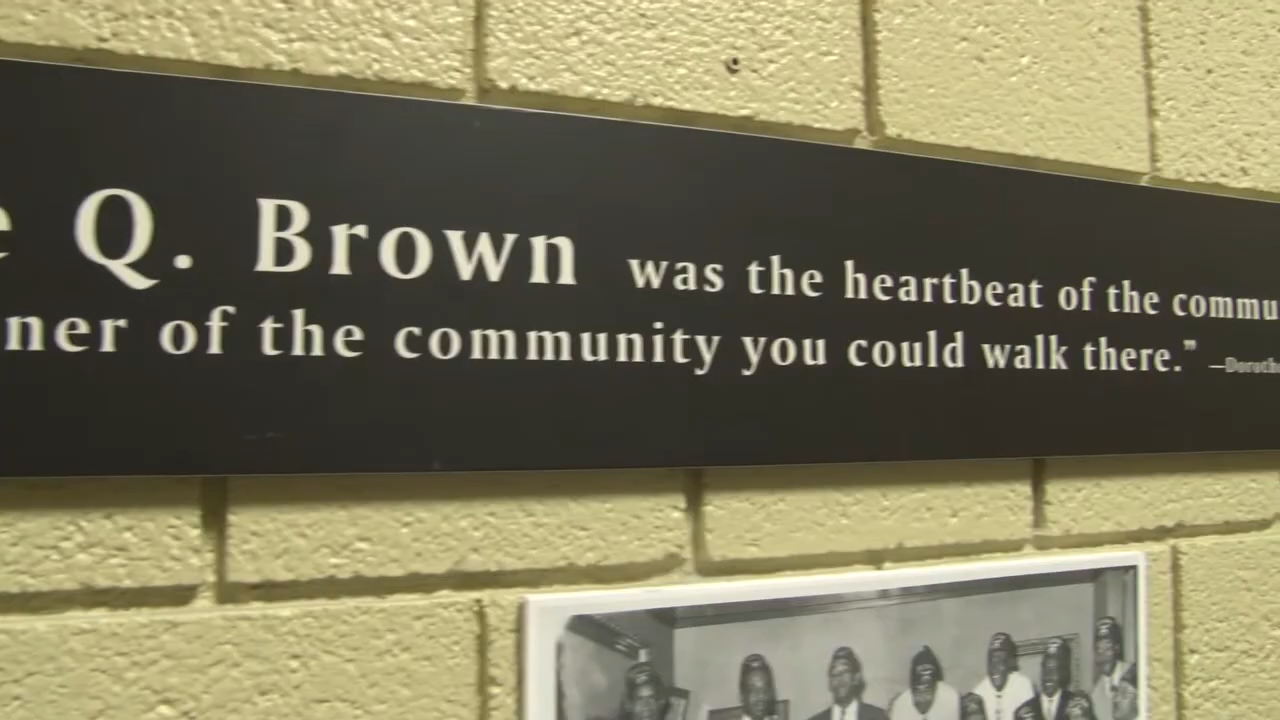 e Q. Brown was the heartbeat of the commu
ner of the community you could walk there.” —Doroth